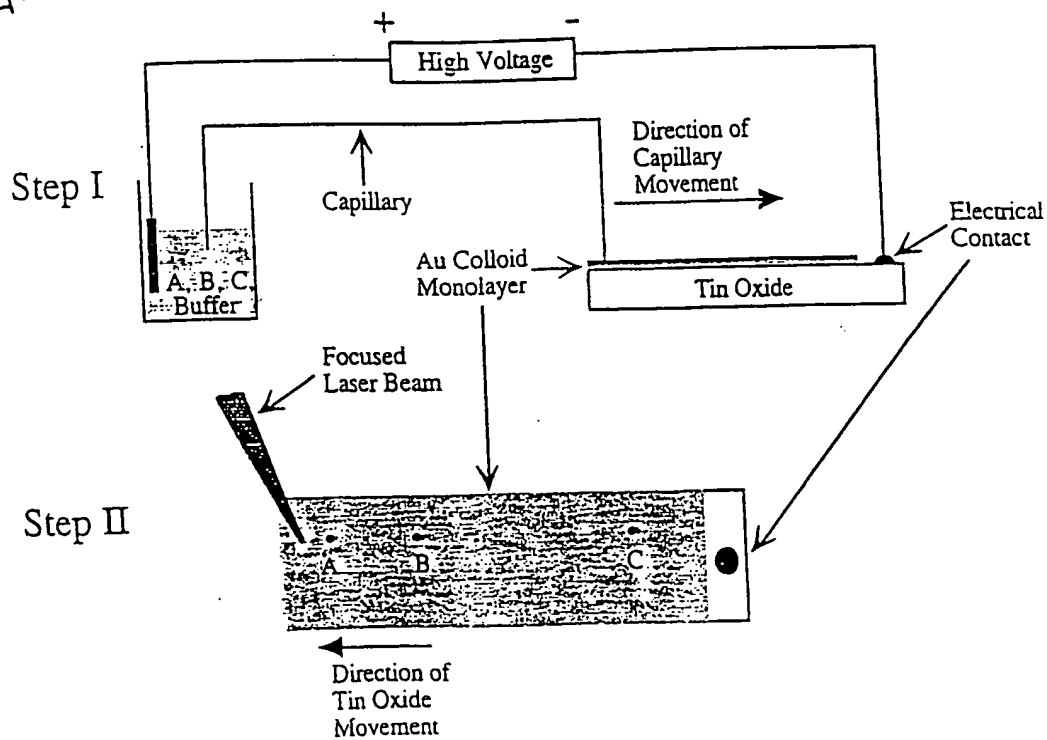 + -
High Voltage
Step I
Capillary
Direction of
Capillary
Movement
Electrical
Contact
A, B, C,
Buffer
Au Colloid
Monolayer
Tin Oxide
Focused
Laser Beam
Step II
A B C
Direction of
Tin Oxide
Movement